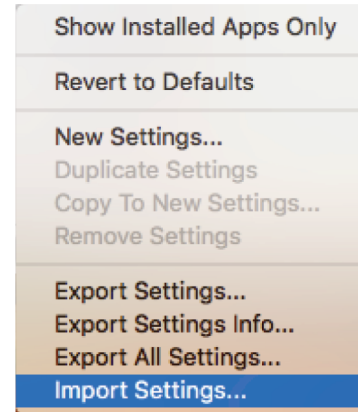 Show Installed Apps Only
Revert to Defaults
New Settings...
Duplicate Settings
Copy To New Settings...
Remove Settings
Export Settings...
Export Settings Info...
Export All Settings...
Import Settings...